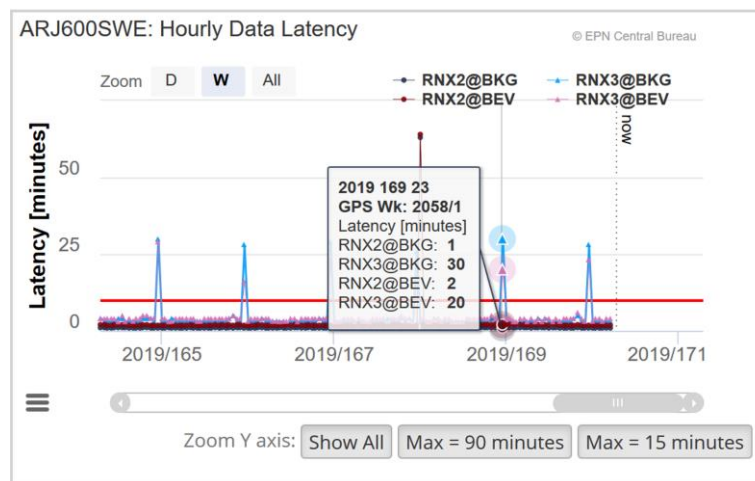 ARJ600SWE: Hourly Data Latency
© EPN Central Bureau
Zoom D W All
RNX2@BKG RNX3@BKG
RNX2@BEV RNX3@BEV
now
Latency [minutes]
50
25
0
2019 169 23
GPS Wk: 2058/1
Latency [minutes]
RNX2@BKG: 1
RNX3@BKG: 30
RNX2@BEV: 2
RNX3@BEV: 20
2019/165 2019/167 2019/169 2019/171
Zoom Y axis: Show All Max = 90 minutes Max = 15 minutes